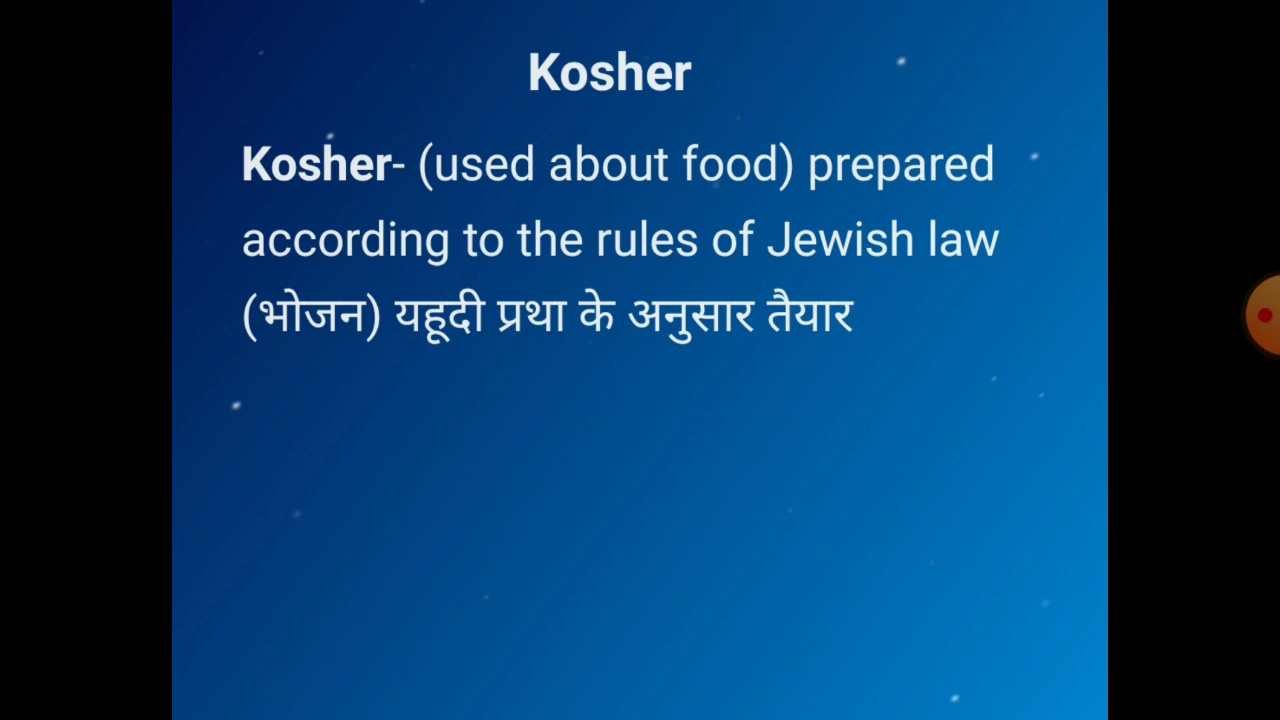 Kosher
Kosher- (used about food) prepared
according to the rules of Jewish law
(भोजन) यहूदी प्रथा के अनुसार तैयार